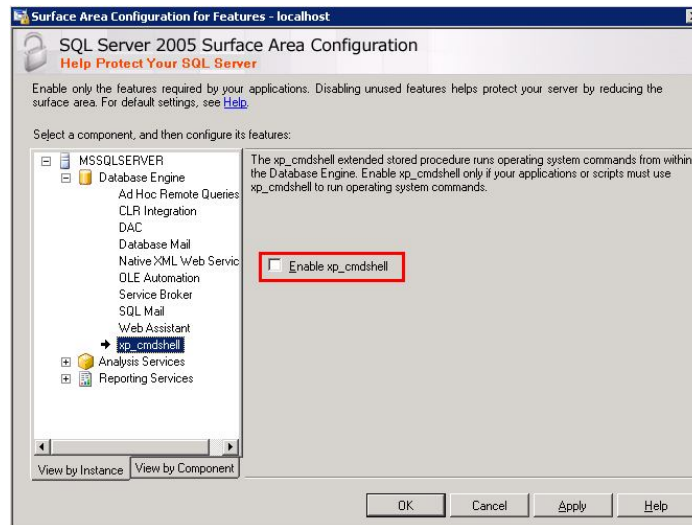 Surface Area Configuration for Features - localhost
SQL Server 2005 Surface Area Configuration
Help Protect Your SQL Server
Enable only the features required by your applications. Disabling unused features helps protect your server by reducing the
surface area. For default settings, see Help.
Select a component, and then configure its features:
MSSQLSERVER
Database Engine
Ad Hoc Remote Queries
CLR Integration
DAC
Database Mail
Native XML Web Servic
OLE Automation
Service Broker
SQL Mail
Web Assistant
xp_cmdshell
Analysis Services
Reporting Services
View by Instance
View by Component
The xp_cmdshell extended stored procedure runs operating system commands from within
the Database Engine. Enable xp_cmdshell only if your applications or scripts must use
xp_cmdshell to run operating system commands.
Enable xp_cmdshell
OK
Cancel
Apply
Help